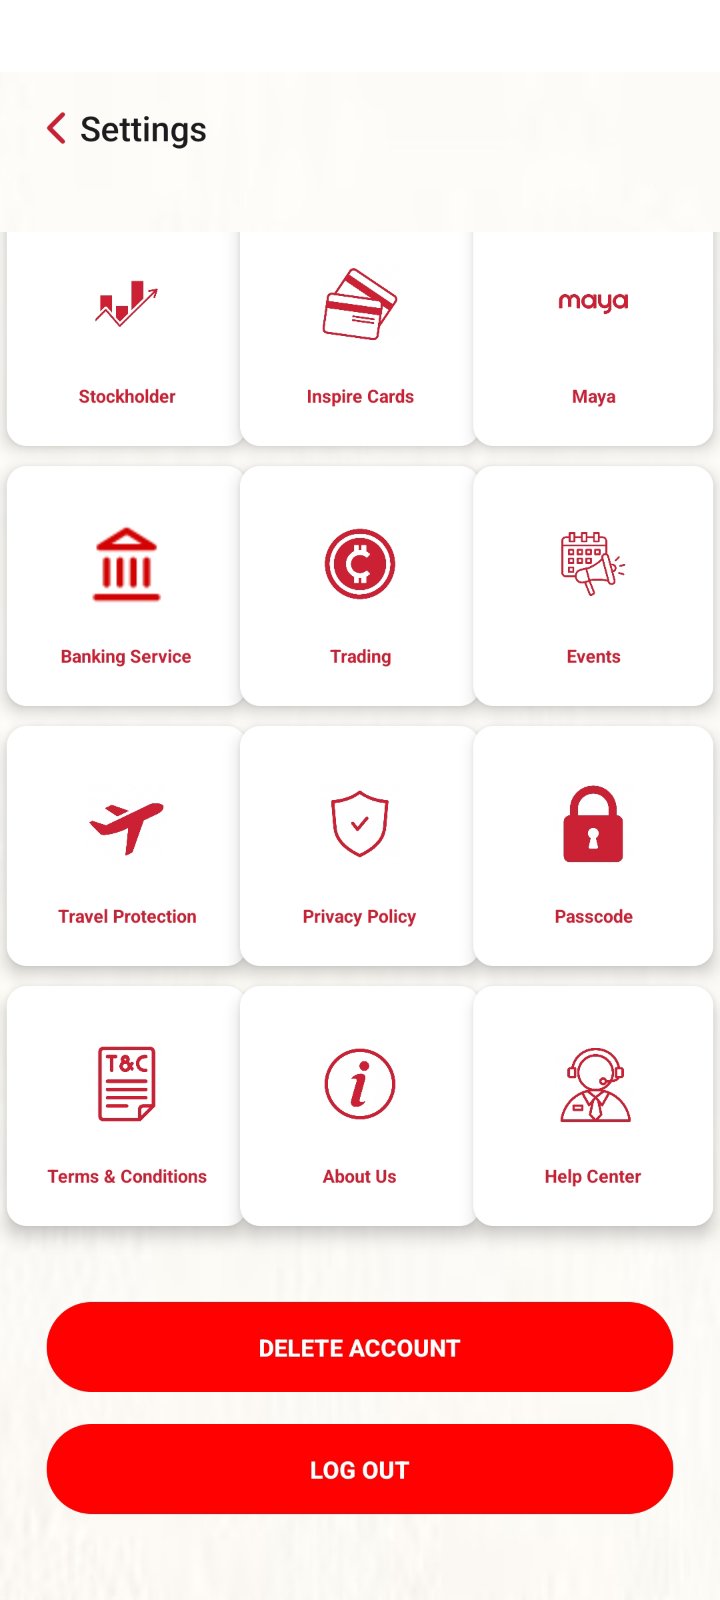 Settings
maya
Stockholder
Inspire Cards
Maya
Banking Service
Trading
Events
Travel Protection
Privacy Policy
Passcode
T&C
Terms & Conditions
About Us
Help Center
DELETE ACCOUNT
LOG OUT